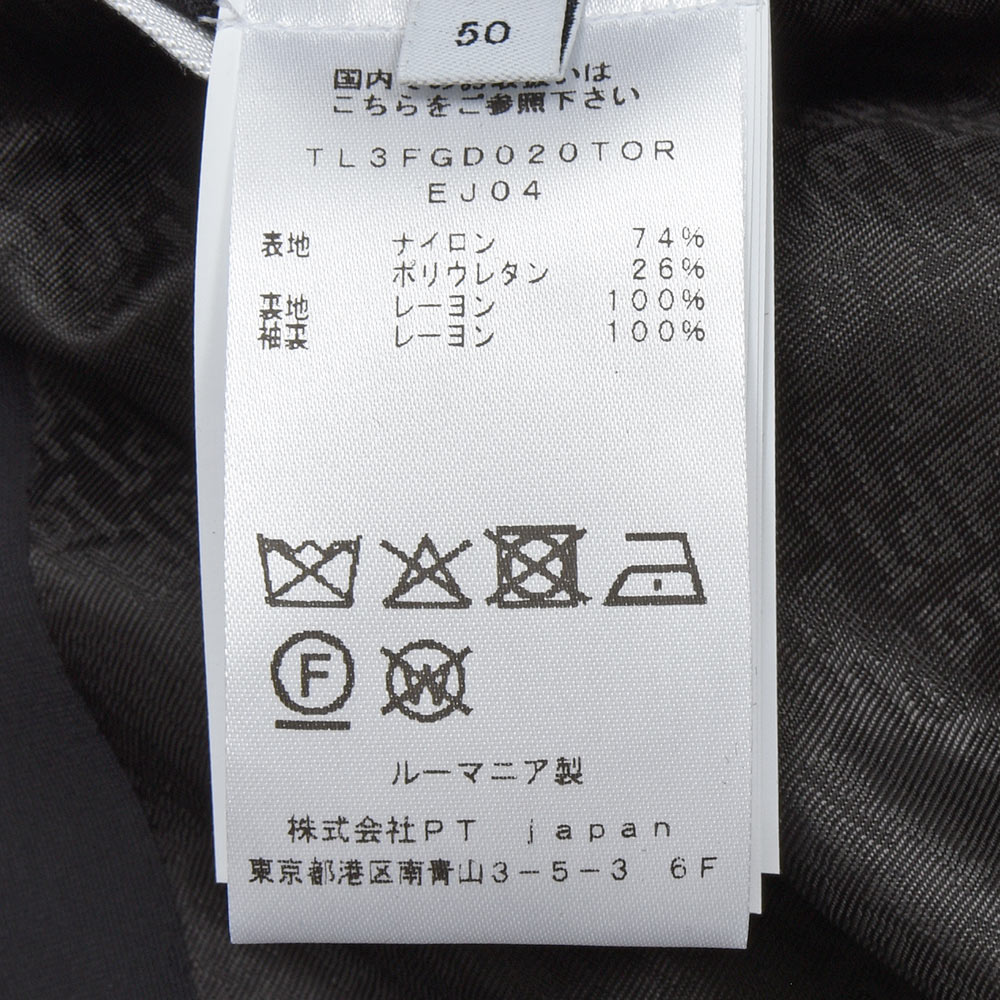 50
国内でのお取扱いは
こちらをご参照下さい
TL3FGD020TOR
EJ04
表地 ナイロン 74%
ポリウレタン 26%
裏地 レーヨン 100%
袖裏 レーヨン 100%
F
W
ルーマニア製
株式会社PT japan
東京都港区南青山3-5-3 6F